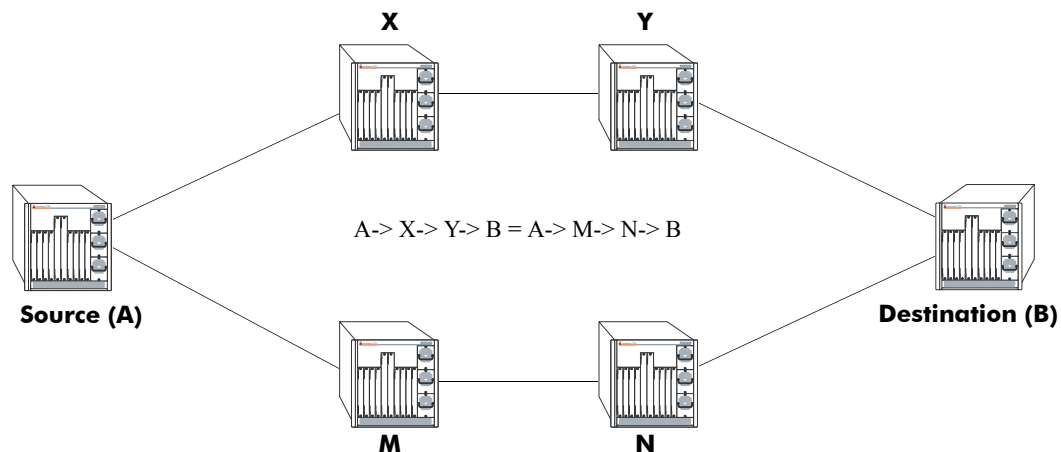 X
Y
A-> X-> Y-> B = A-> M-> N-> B
Source (A)
Destination (B)
M
N